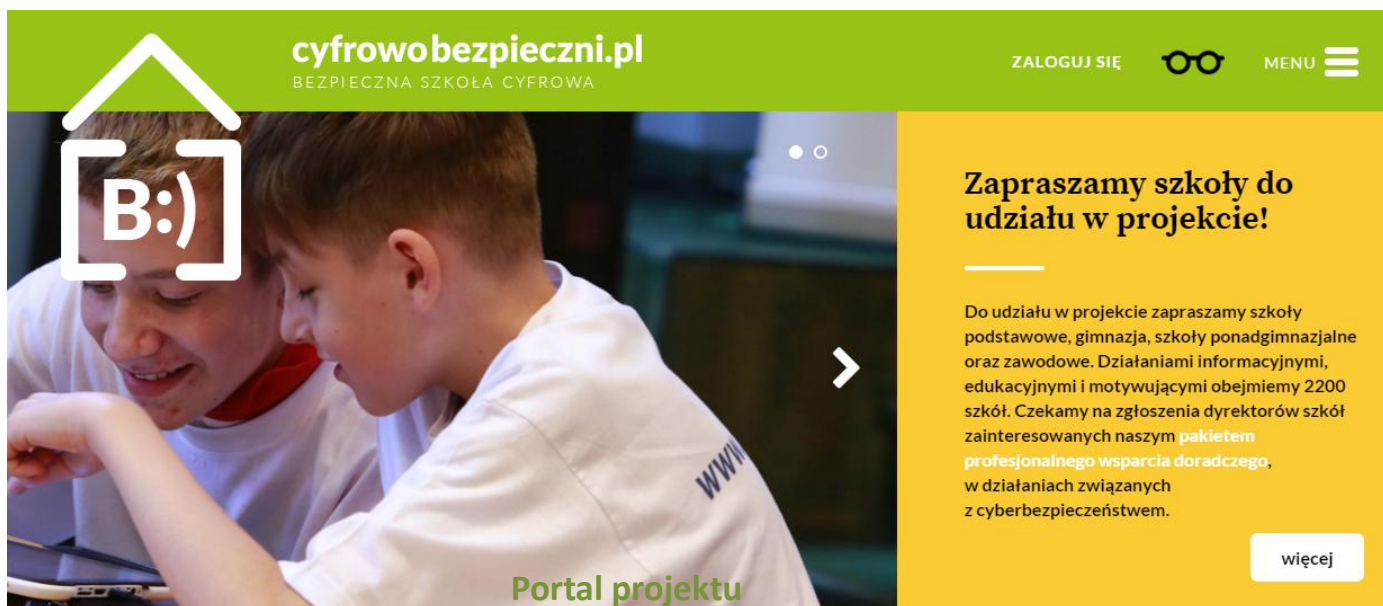 cyfrowobezpieczni.pl
BEZPIECZNA SZKOŁA CYFROWA
ZALOGUJ SIĘ
MENU
B:)
Zapraszamy szkoły do
udziału w projekcie!
Do udziału w projekcie zapraszamy szkoły
podstawowe, gimnazja, szkoły ponadgimnazjalne
oraz zawodowe. Działaniami informacyjnymi,
edukacyjnymi i motywującymi obejmiemy 2200
szkół. Czekamy na zgłoszenia dyrektorów szkół
zainteresowanych naszym pakietem
profesjonalnego wsparcia doradczego,
w działaniach związanych
z cyberbezpieczeństwem.
więcej
www.
Portal projektu